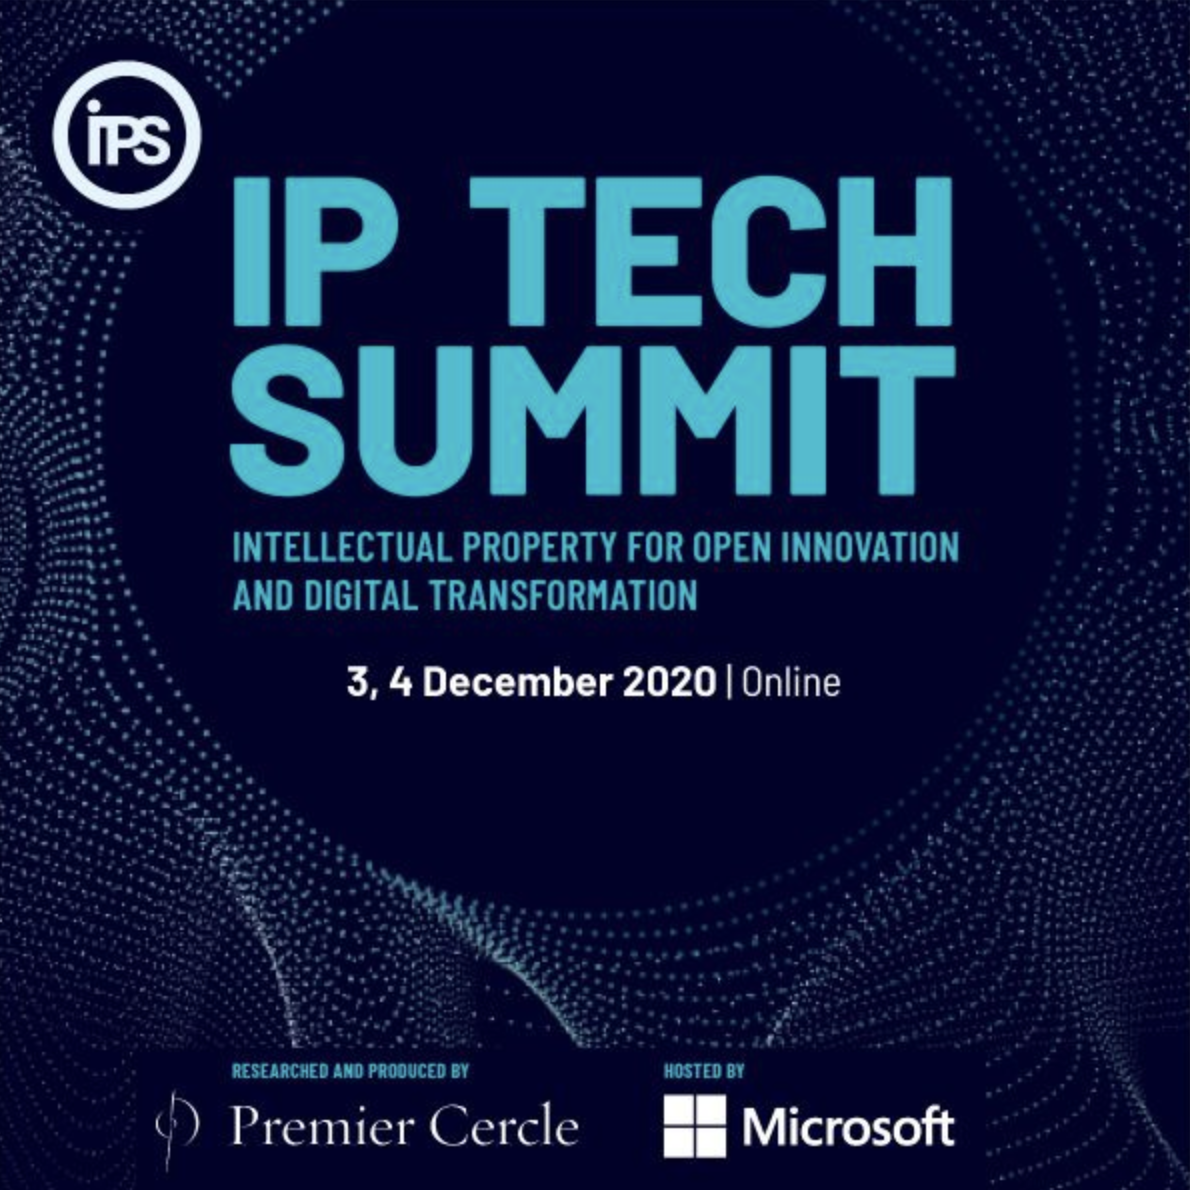 iPS
IP TECH
SUMMIT
INTELLECTUAL PROPERTY FOR OPEN INNOVATION
AND DIGITAL TRANSFORMATION
3, 4 December 2020 | Online
RESEARCHED AND PRODUCED BY
Premier Cercle
HOSTED BY
Microsoft